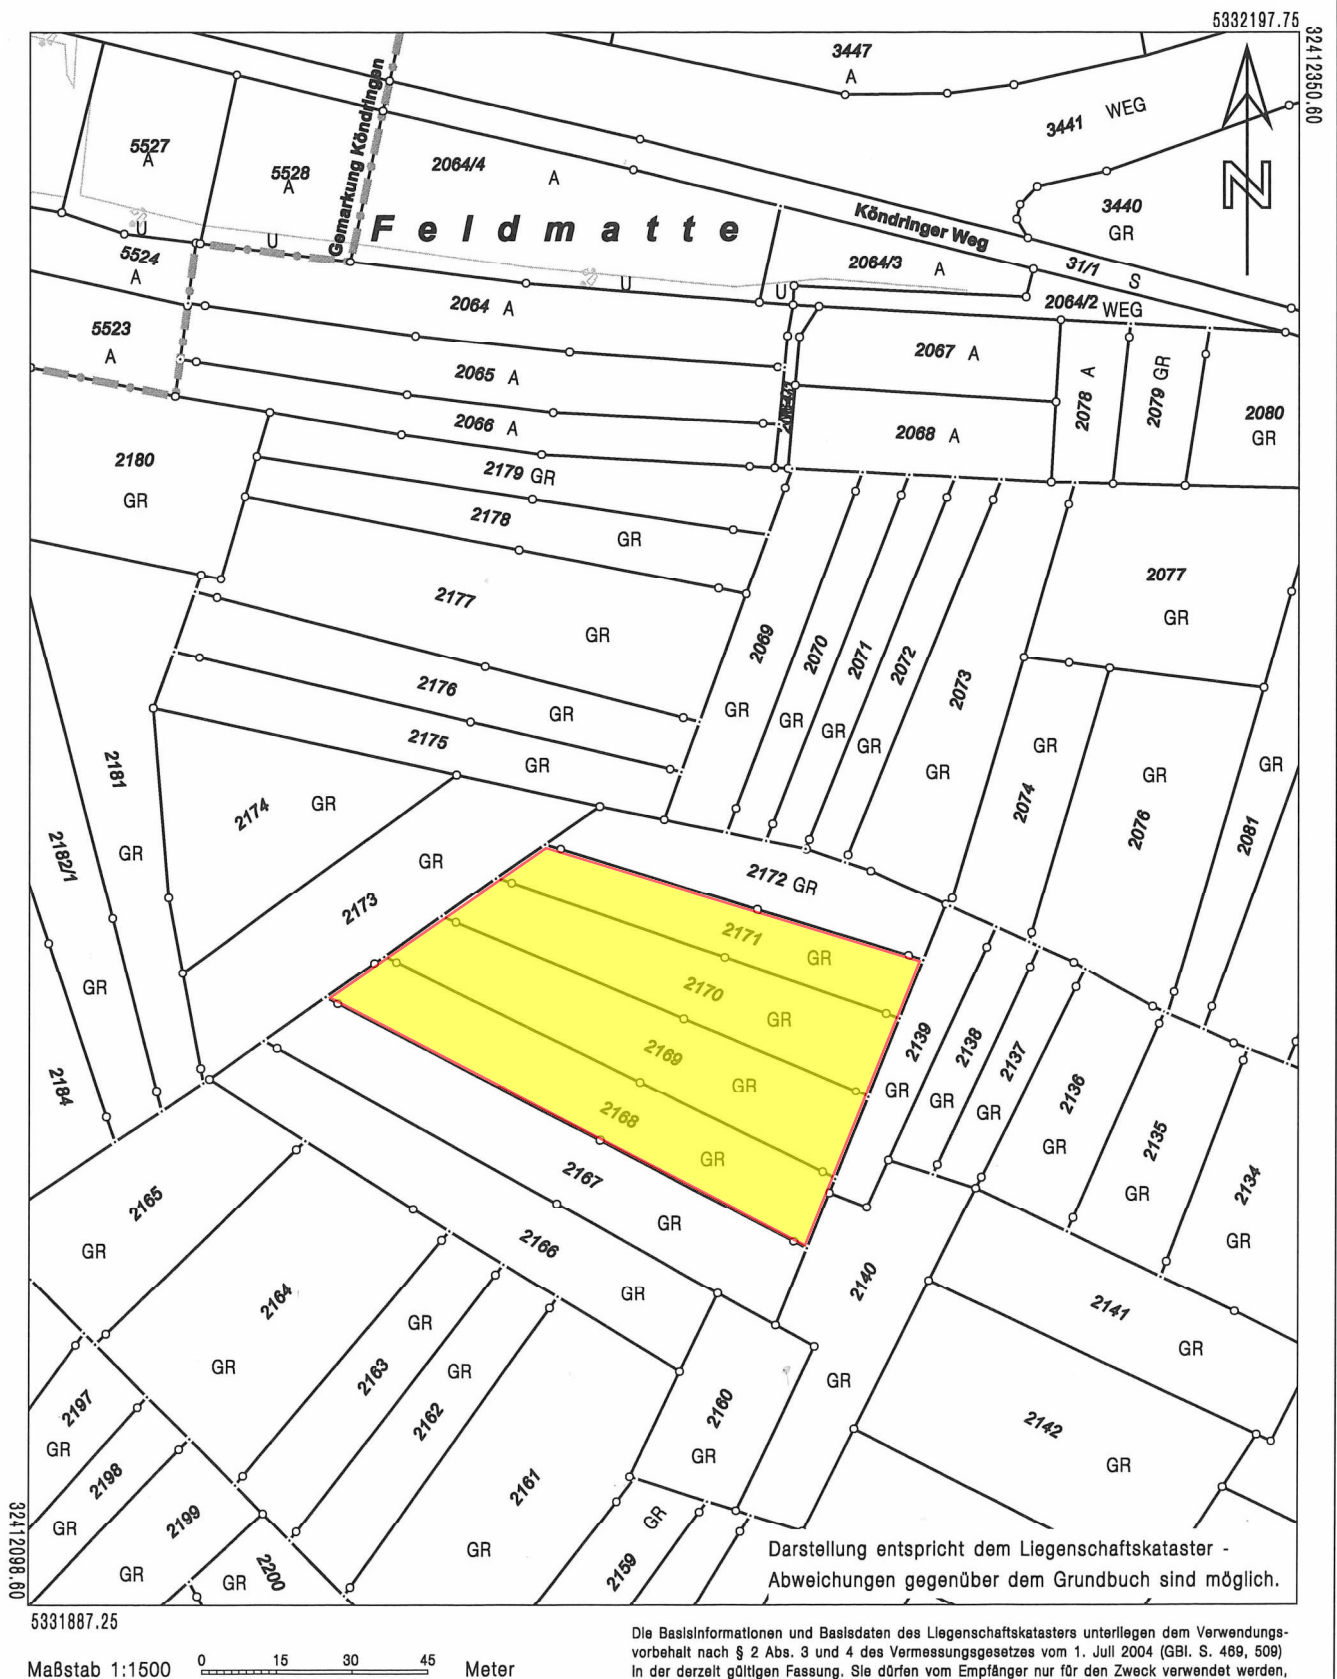 5332197.75
32412350.60
3447
A
3441 WEG
5527
A
5528
A
Gemarkung Köndringen
2064/4 A
3440
GR
Feldmatte
Köndringer Weg
U
U
5524
A
2064/3 A
31/1 S
U
U
2064/2 WEG
2064 A
5523
A
2067 A
2065 A
2078 A
2079 GR
2080
GR
2066 A
2068 A
2180
GR
2179 GR
2178
GR
2077
GR
2177
GR
2069
GR
2070
GR
2071
GR
2072
GR
2073
GR
2176
GR
2175
GR
2181
GR
2174 GR
2074
GR
2076
GR
2081
GR
2182/1
GR
2173
GR
2172 GR
2171
GR
2170
GR
2169
GR
2168
GR
2139
GR
2138
GR
2137
GR
2136
GR
2135
GR
2134
GR
2184
2167
GR
2165
GR
2166
GR
2140
GR
2164
GR
2141
GR
2163
GR
2162
GR
2160
GR
2142
GR
2197
GR
2198
GR
2161
GR
2199
GR
2200
GR
2159
GR
Darstellung entspricht dem Liegenschaftskataster -
Abweichungen gegenüber dem Grundbuch sind möglich.
32412098.60
5331887.25
Die Basisinformationen und Basisdaten des Liegenschaftskatasters unterliegen dem Verwendungs-
vorbehalt nach § 2 Abs. 3 und 4 des Vermessungsgesetzes vom 1. Juli 2004 (GBl. S. 469, 509)
in der derzeit gültigen Fassung. Sie dürfen vom Empfänger nur für den Zweck verwendet werden,
Maßstab 1:1500 0 15 30 45 Meter
N